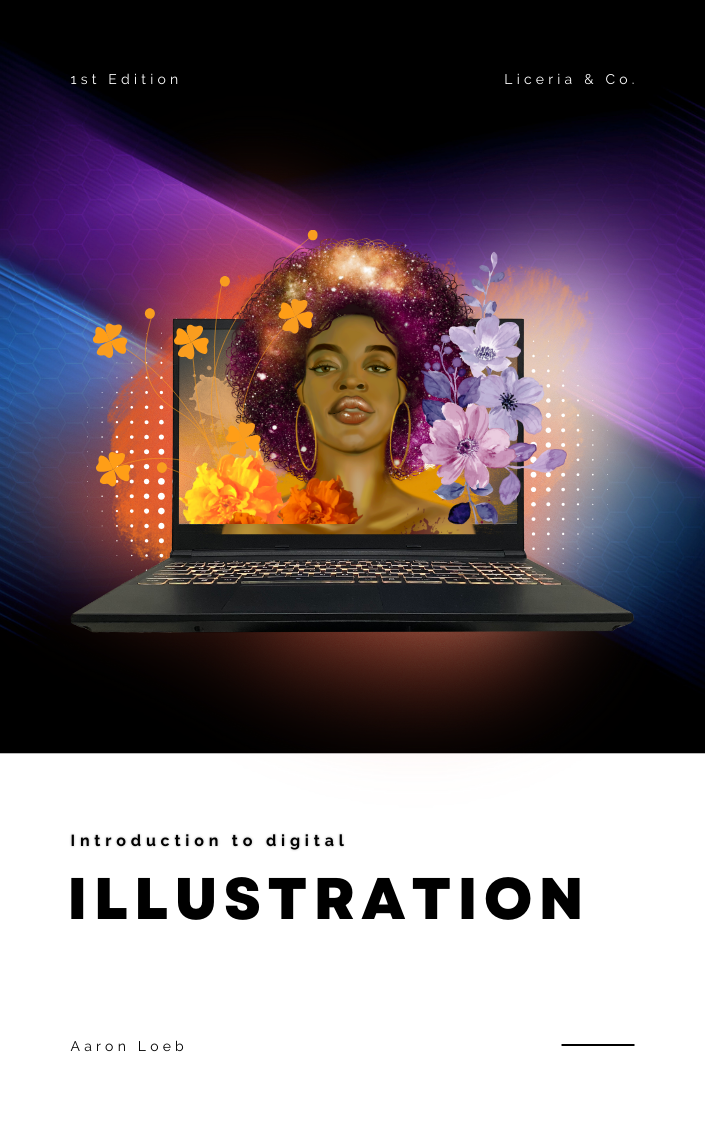 1st Edition
Liceria & Co.
Introduction to digital
ILLUSTRATION
Aaron Loeb